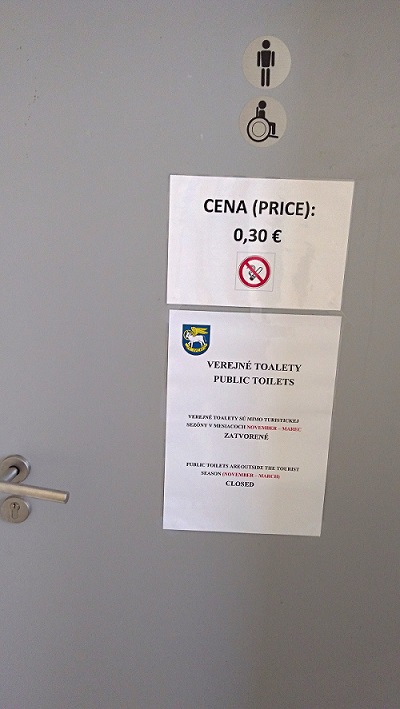 CENA (PRICE):
0,30 €
VEREJNÉ TOALETY
PUBLIC TOILETS
VEREJNÉ TOALETY SÚ MIMO TURISTICKEJ
SEZÓNY V MESIACOCH NOVEMBER – MAREC
ZATVORENÉ
PUBLIC TOILETS ARE OUTSIDE THE TOURIST
SEASON (NOVEMBER – MARCH)
CLOSED